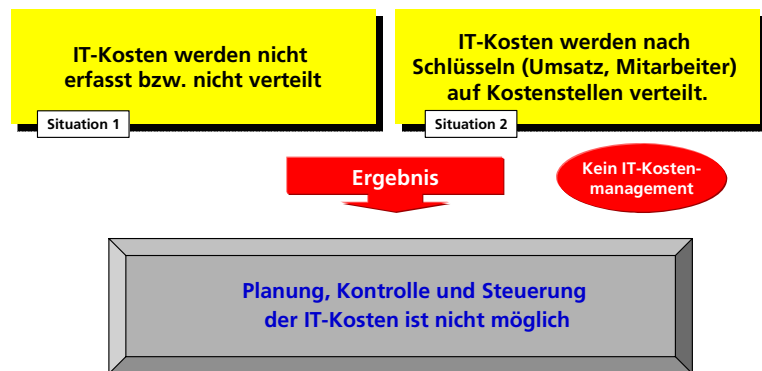 IT-Kosten werden nicht
erfasst bzw. nicht verteilt
Situation 1
IT-Kosten werden nach
Schlüsseln (Umsatz, Mitarbeiter)
auf Kostenstellen verteilt.
Situation 2
Ergebnis
Kein IT-Kosten-
management
Planung, Kontrolle und Steuerung
der IT-Kosten ist nicht möglich